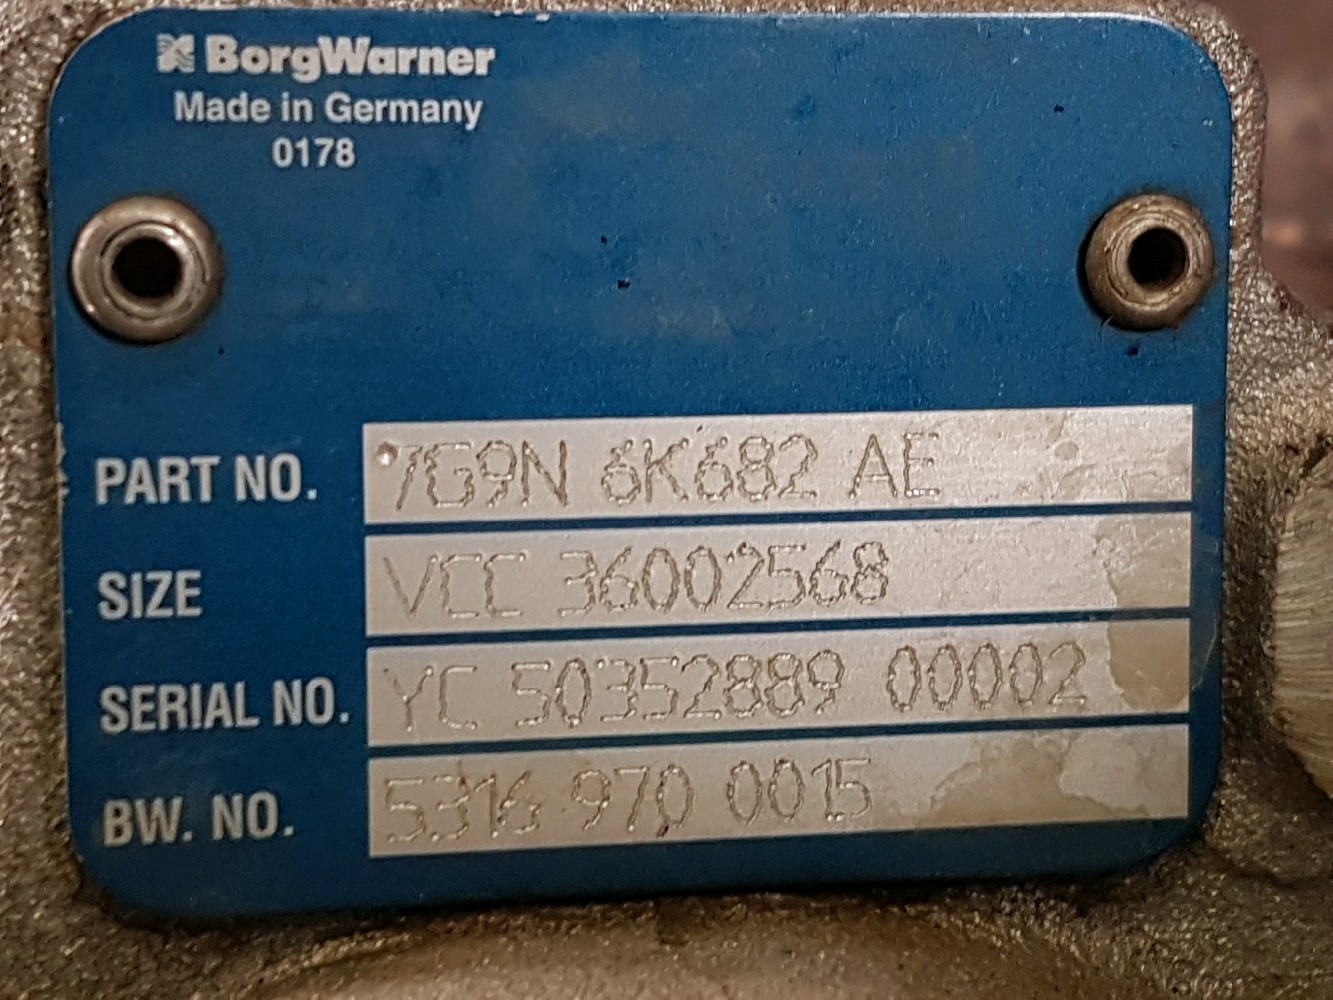 BorgWarner
Made in Germany
0178
PART NO. 7G9N 6K682 AE
SIZE VCC 36002568
SERIAL NO. YC 50352889 00002
BW. NO. 5316 970 0015